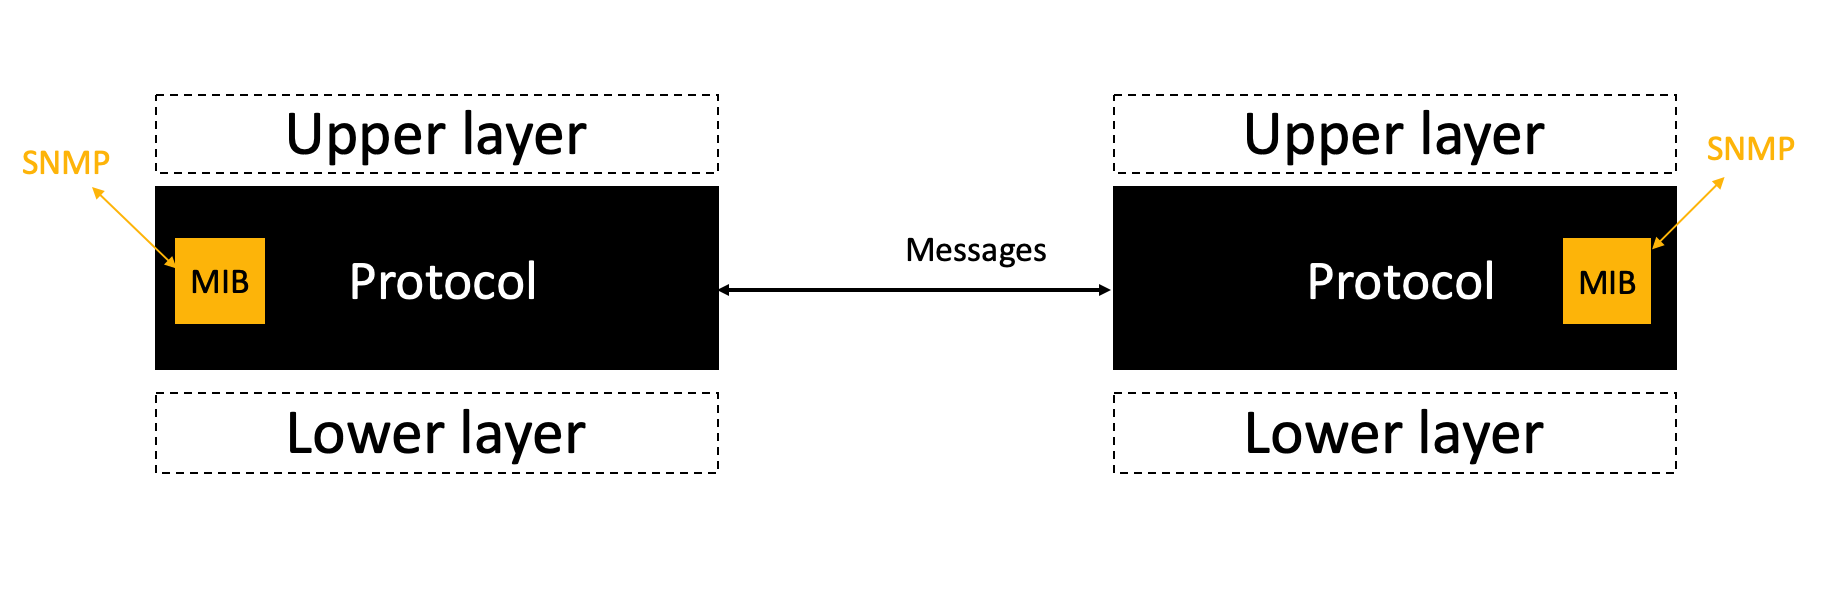 Upper layer
SNMP
MIB
Protocol
Lower layer
Messages
Upper layer
SNMP
Protocol
MIB
Lower layer